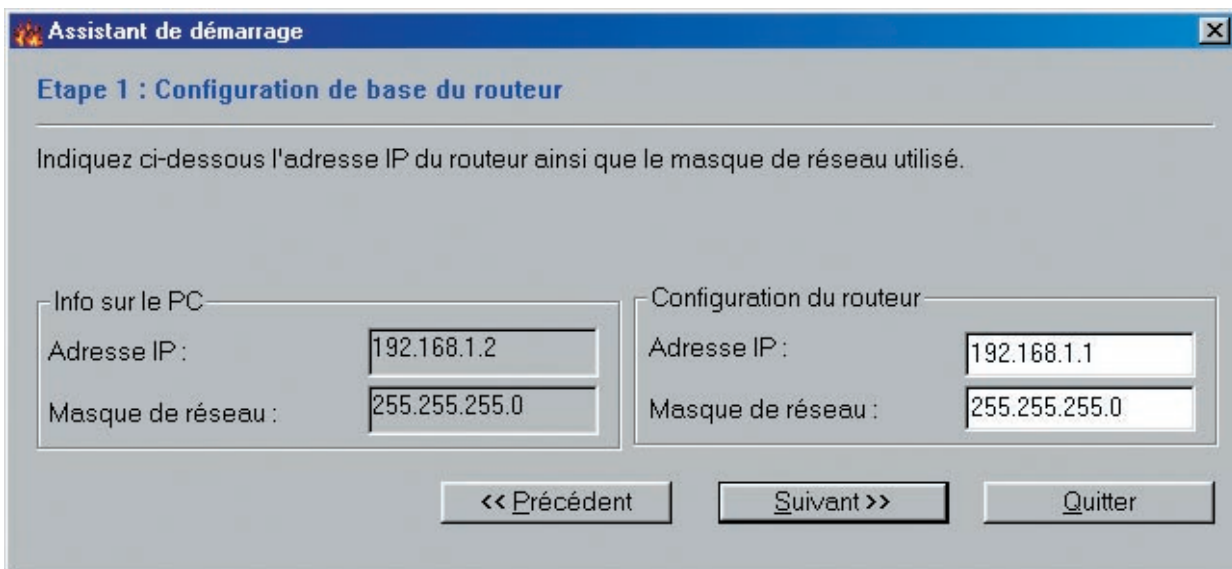 Assistant de démarrage
Etape 1 : Configuration de base du routeur
Indiquez ci-dessous l'adresse IP du routeur ainsi que le masque de réseau utilisé.
Info sur le PC
Adresse IP : 192.168.1.2
Masque de réseau : 255.255.255.0
Configuration du routeur
Adresse IP : 192.168.1.1
Masque de réseau : 255.255.255.0
<< Précédent
Suivant >>
Quitter